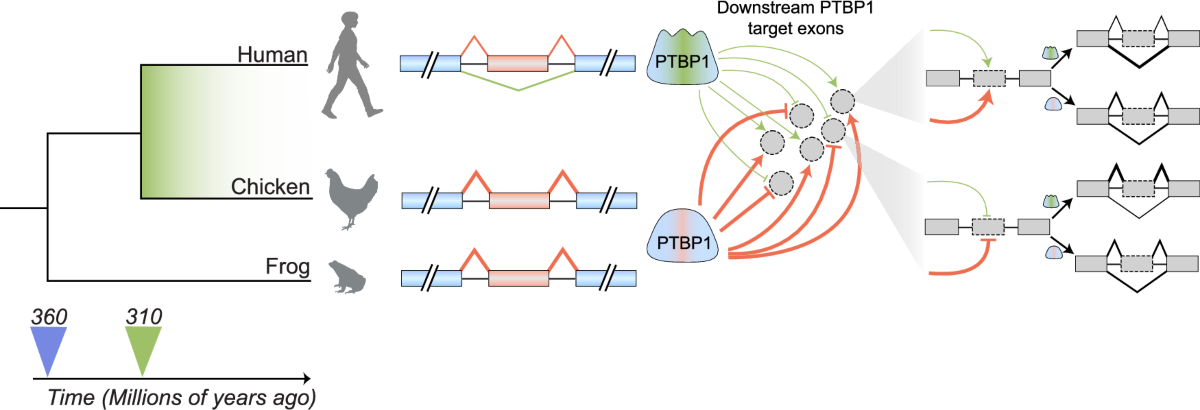 Human
Chicken
Frog
360
310
Time (Millions of years ago)
PTBP1
PTBP1
Downstream PTBP1
target exons